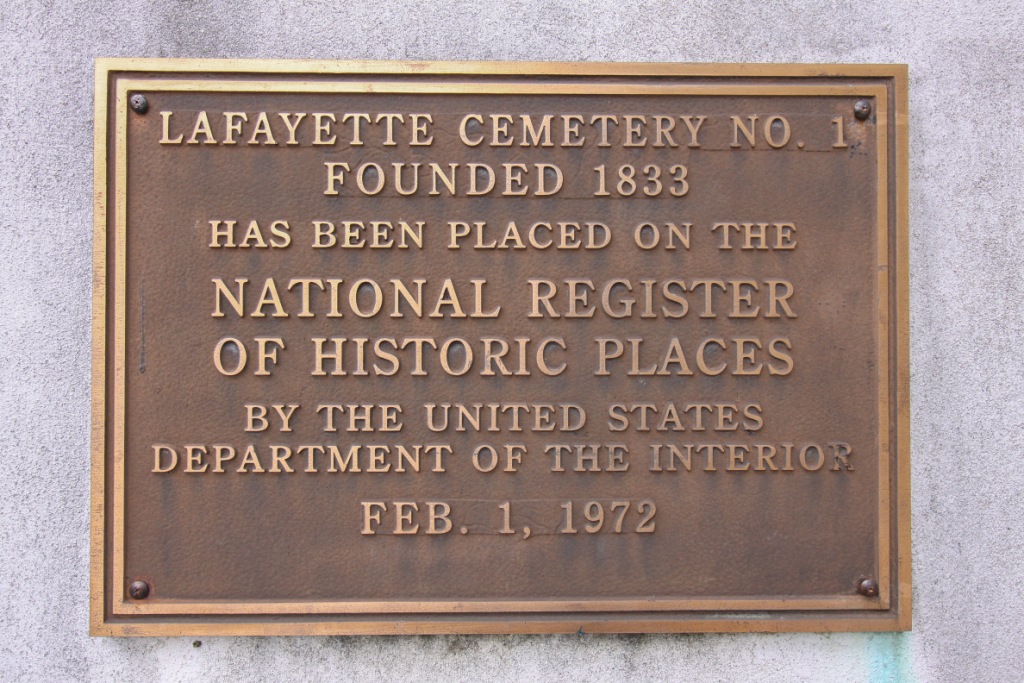 LAFAYETTE CEMETERY NO. 1
FOUNDED 1833
HAS BEEN PLACED ON THE
NATIONAL REGISTER
OF HISTORIC PLACES
BY THE UNITED STATES
DEPARTMENT OF THE INTERIOR
FEB. 1, 1972